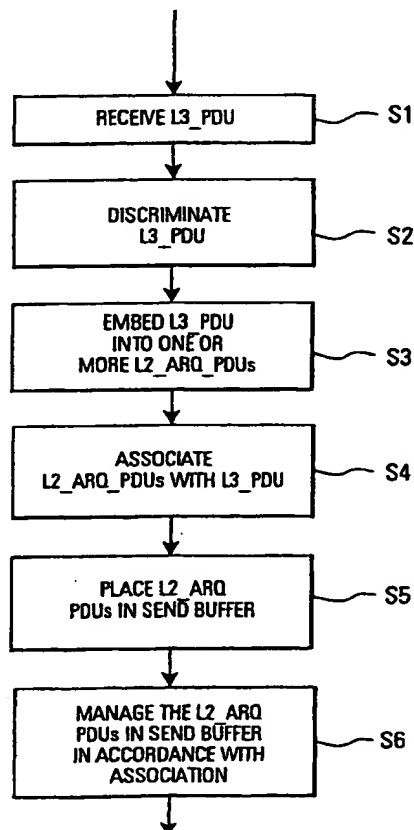 RECEIVE L3_PDU
S1
DISCRIMINATE
L3_PDU
S2
EMBED L3_PDU
INTO ONE OR
MORE L2_ARQ_PDUs
S3
ASSOCIATE
L2_ARQ_PDUs WITH L3_PDU
S4
PLACE L2_ARQ
PDUs IN SEND BUFFER
S5
MANAGE THE L2_ARQ
PDUs IN SEND BUFFER
IN ACCORDANCE WITH
ASSOCIATION
S6